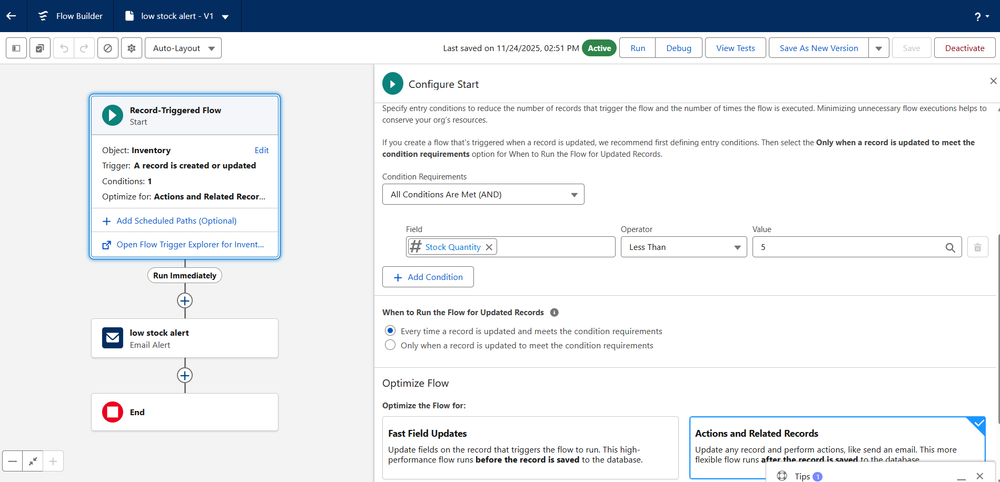 Flow Builder
low stock alert - V1
?
Auto-Layout
Last saved on 11/24/2025, 02:51 PM
Active
Run
Debug
View Tests
Save As New Version
Save
Deactivate
Record-Triggered Flow
Start
Object: Inventory
Edit
Trigger: A record is created or updated
Conditions: 1
Optimize for: Actions and Related Recor...
Add Scheduled Paths (Optional)
Open Flow Trigger Explorer for Invent...
Run Immediately
low stock alert
Email Alert
End
Configure Start
Specify entry conditions to reduce the number of records that trigger the flow and the number of times the flow is executed. Minimizing unnecessary flow executions helps to
conserve your org's resources.
If you create a flow that's triggered when a record is updated, we recommend first defining entry conditions. Then select the Only when a record is updated to meet the
condition requirements option for When to Run the Flow for Updated Records.
Condition Requirements
All Conditions Are Met (AND)
Field
Operator
Value
# Stock Quantity
Less Than
5
Add Condition
When to Run the Flow for Updated Records
Every time a record is updated and meets the condition requirements
Only when a record is updated to meet the condition requirements
Optimize Flow
Optimize the Flow for:
Fast Field Updates
Update fields on the record that triggers the flow to run. This high-
performance flow runs before the record is saved to the database.
Actions and Related Records
Update any record and perform actions, like send an email. This more
flexible flow runs after the record is saved to the database.
Tips 1